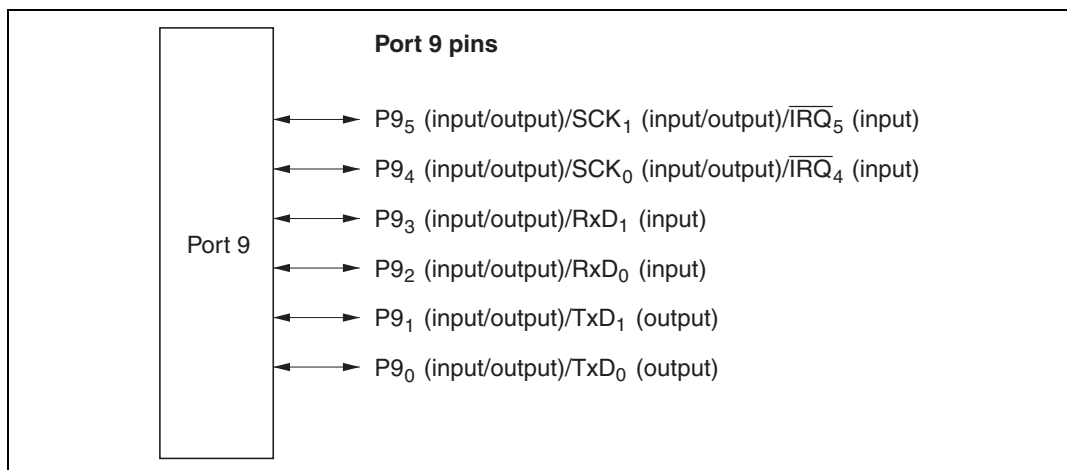 Port 9 pins
P9₅ (input/output)/SCK₁ (input/output)/I̅R̅Q̅₅ (input)
P9₄ (input/output)/SCK₀ (input/output)/I̅R̅Q̅₄ (input)
P9₃ (input/output)/RxD₁ (input)
Port 9
P9₂ (input/output)/RxD₀ (input)
P9₁ (input/output)/TxD₁ (output)
P9₀ (input/output)/TxD₀ (output)